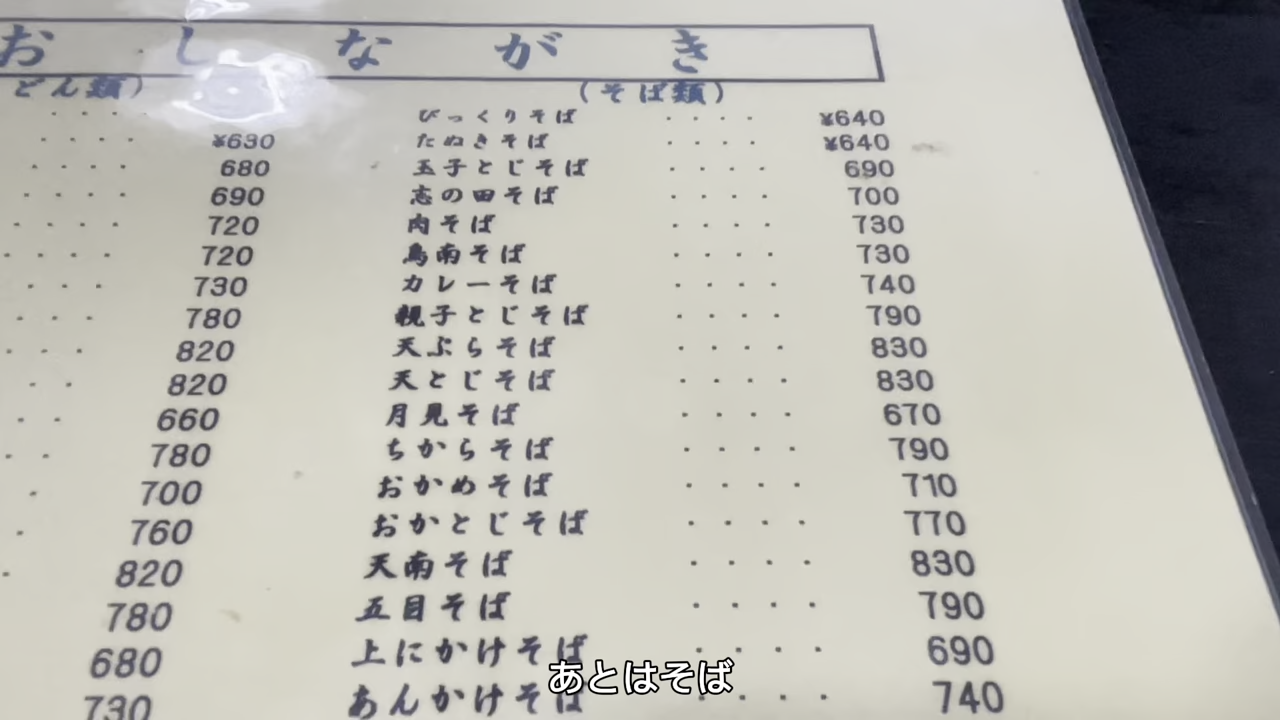 おしながき
どん類)
¥630
680
690
720
720
730
780
820
820
660
780
700
760
820
780
680
730
(そば類)
びっくりそば ････ ¥640
たぬきそば ････ ¥640
玉子とじそば ････ 690
志の田そば ････ 700
肉そば ････ 730
鳥南そば ････ 730
カレーそば ････ 740
親子とじそば ････ 790
天ぷらそば ････ 830
天とじそば ････ 830
月見そば ････ 670
ちからそば ････ 790
おかめそば ････ 710
おかとじそば ････ 770
天南そば ････ 830
五目そば ････ 790
上にかけそば ････ 690
あんかけそば ････ 740
あとはそば